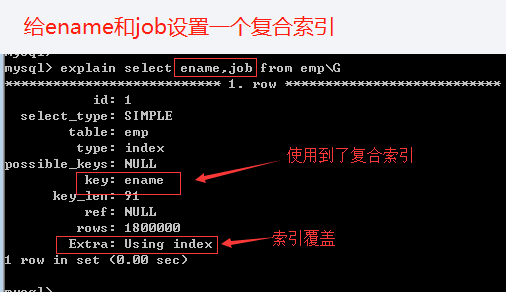 给ename和job设置一个复合索引
mysql>
mysql> explain select ename,job from emp\G
*************************** 1. row ***************************
id: 1
select_type: SIMPLE
table: emp
type: index
possible_keys: NULL
使用到了复合索引
key: ename
key_len: 91
ref: NULL
rows: 1800000
索引覆盖
Extra: Using index
1 row in set (0.00 sec)
mysql>